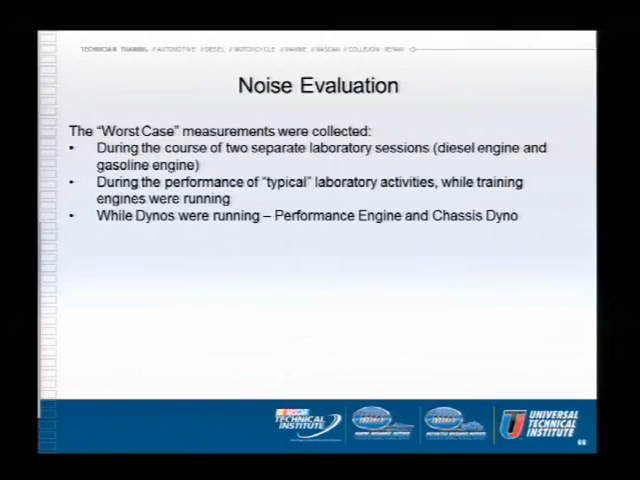 TECHNICIAN TRAINING: //AUTOMOTIVE //DIESEL //MOTORCYCLE //MARINE //NASCAR //COLLISION REPAIR
Noise Evaluation
The “Worst Case” measurements were collected:
• During the course of two separate laboratory sessions (diesel engine and
gasoline engine)
• During the performance of “typical” laboratory activities, while training
engines were running
• While Dynos were running – Performance Engine and Chassis Dyno
NASCAR
TECHNICAL
INSTITUTE
UNIVERSAL
TECHNICAL
INSTITUTE